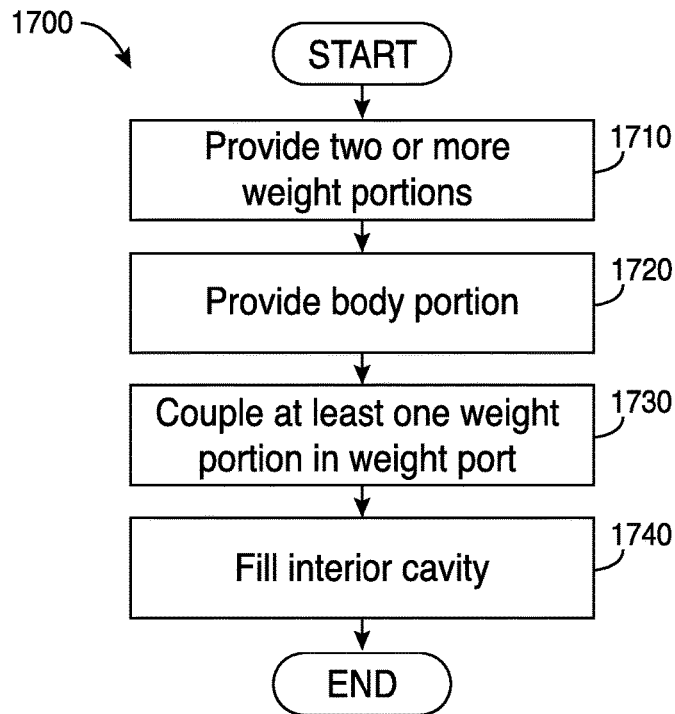 1700
START
Provide two or more
weight portions
1710
Provide body portion
1720
Couple at least one weight
portion in weight port
1730
Fill interior cavity
1740
END